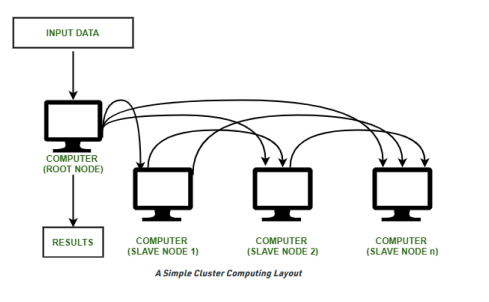 INPUT DATA
COMPUTER
(ROOT NODE)
RESULTS
COMPUTER
(SLAVE NODE 1)
COMPUTER
(SLAVE NODE 2)
COMPUTER
(SLAVE NODE n)
A Simple Cluster Computing Layout